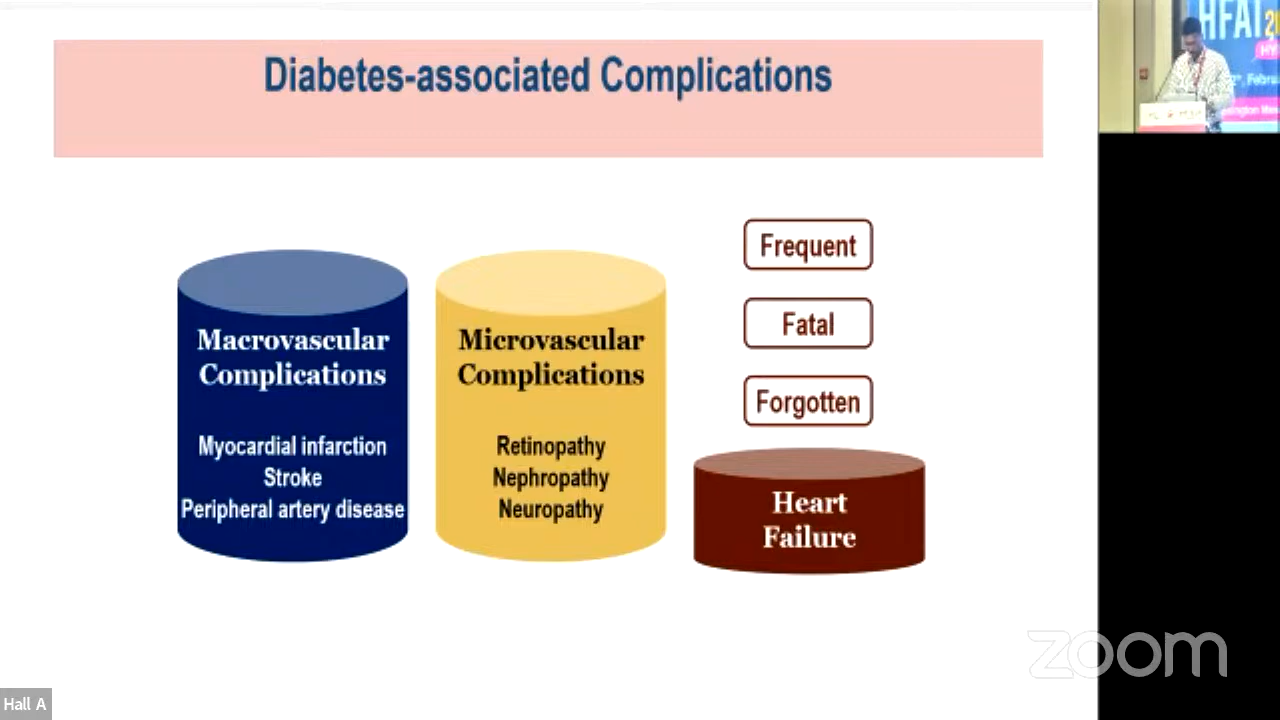 Diabetes-associated Complications
Macrovascular
Complications
Myocardial infarction
Stroke
Peripheral artery disease
Microvascular
Complications
Retinopathy
Nephropathy
Neuropathy
Frequent
Fatal
Forgotten
Heart
Failure
HFAI
zoom
Hall A